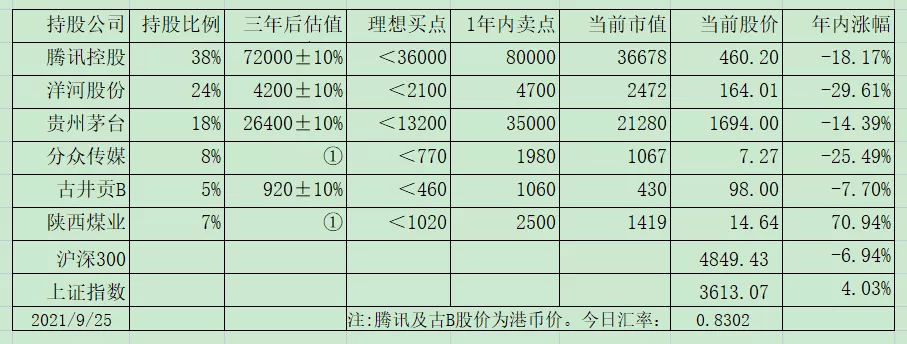 持股公司 持股比例 三年后估值 理想买点 1年内卖点 当前市值 当前股价 年内涨幅
腾讯控股 38% 72000±10% <36000 80000 36678 460.20 -18.17%
洋河股份 24% 4200±10% <2100 4700 2472 164.01 -29.61%
贵州茅台 18% 26400±10% <13200 35000 21280 1694.00 -14.39%
分众传媒 8% ① <770 1980 1067 7.27 -25.49%
古井贡B 5% 920±10% <460 1060 430 98.00 -7.70%
陕西煤业 7% ① <1020 2500 1419 14.64 70.94%
沪深300 4849.43 -6.94%
上证指数 3613.07 4.03%
2021/9/25 注:腾讯及古B股价为港币价。今日汇率: 0.8302